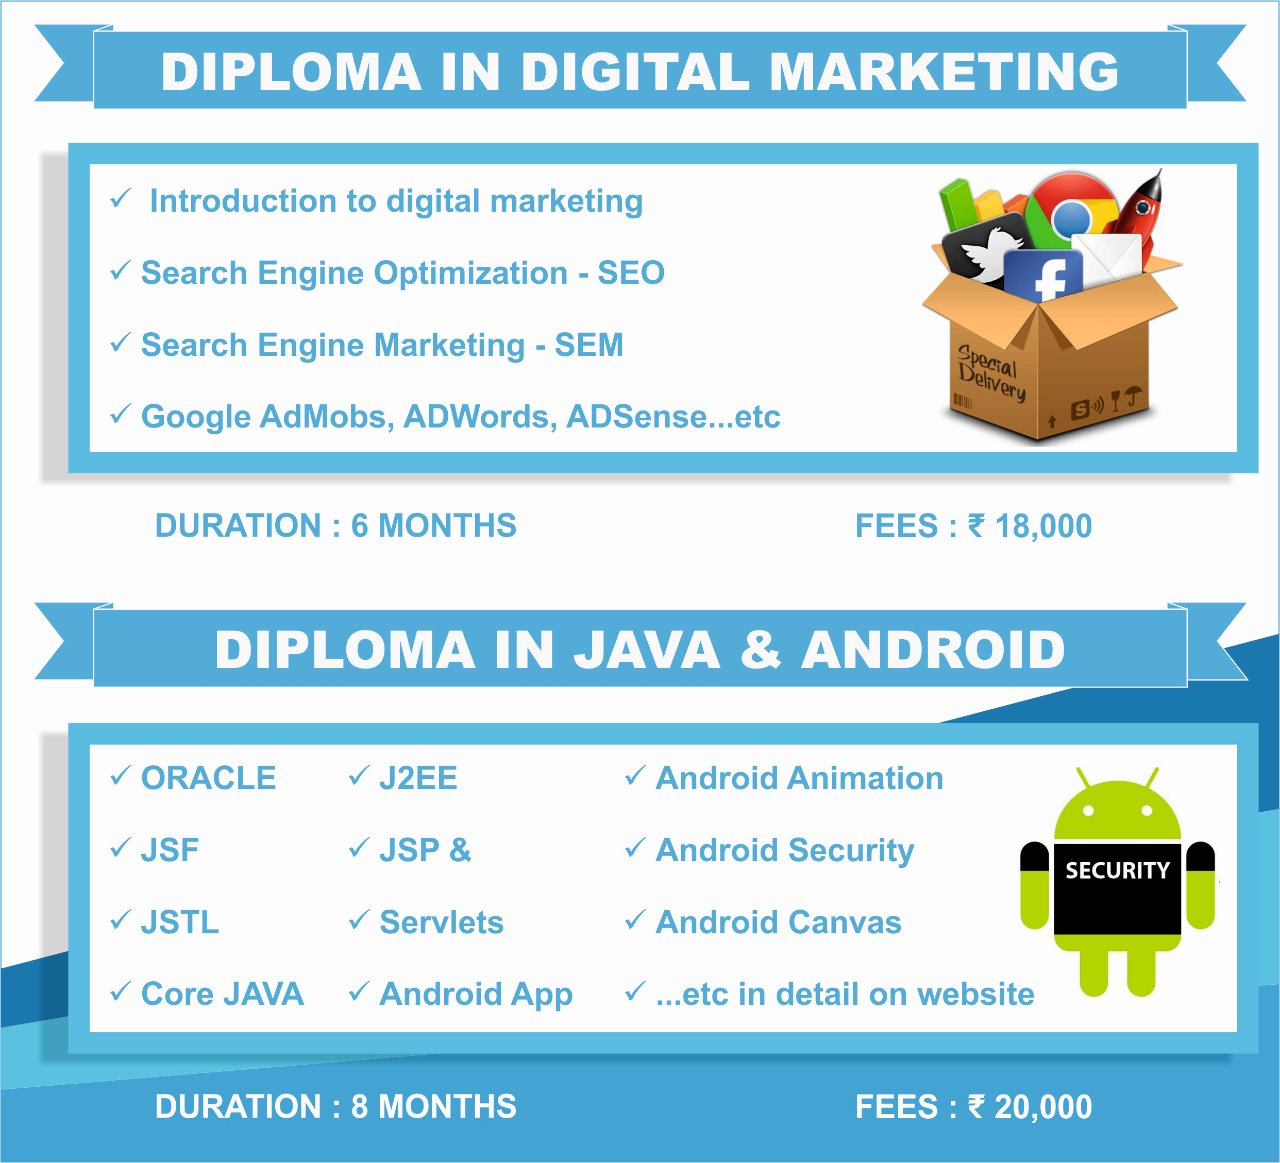 DIPLOMA IN DIGITAL MARKETING
Introduction to digital marketing
Search Engine Optimization - SEO
Search Engine Marketing - SEM
Google AdMobs, ADWords, ADSense...etc
Special
Delivery
DURATION : 6 MONTHS
FEES : ₹ 18,000
DIPLOMA IN JAVA & ANDROID
ORACLE
JSF
JSTL
Core JAVA
J2EE
JSP &
Servlets
Android App
Android Animation
Android Security
Android Canvas
...etc in detail on website
SECURITY
DURATION : 8 MONTHS
FEES : ₹ 20,000